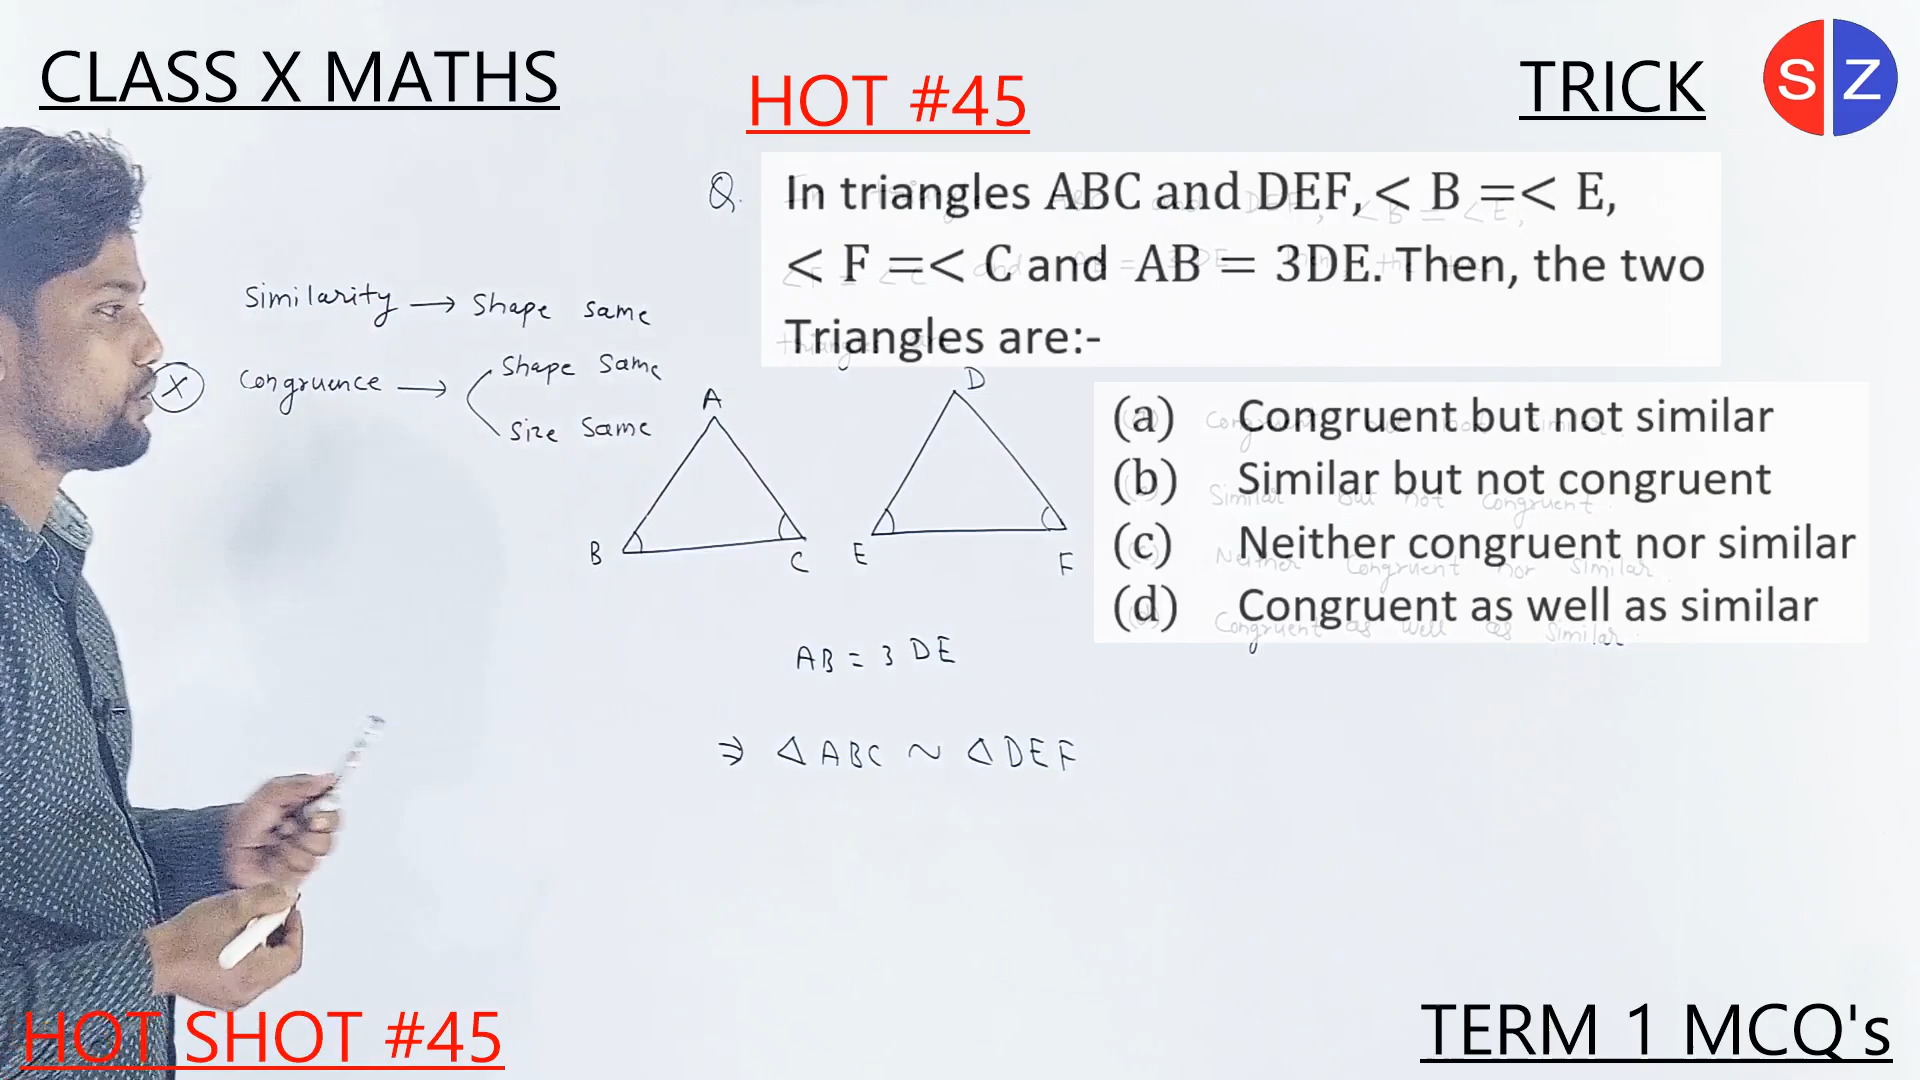 CLASS X MATHS
HOT #45
TRICK
S Z
Q.
In triangles ABC and DEF, < B =< E,
< F =< C and AB = 3DE. Then, the two
Triangles are:-
Similarity → Shape Same
Congruence → Shape Same
Size Same
X
A
B
C
D
E
F
(a) Congruent but not similar
(b) Similar but not congruent
(c) Neither congruent nor similar
(d) Congruent as well as similar
AB = 3 DE
⇒ △ABC ~ △DEF
HOT SHOT #45
TERM 1 MCQ's